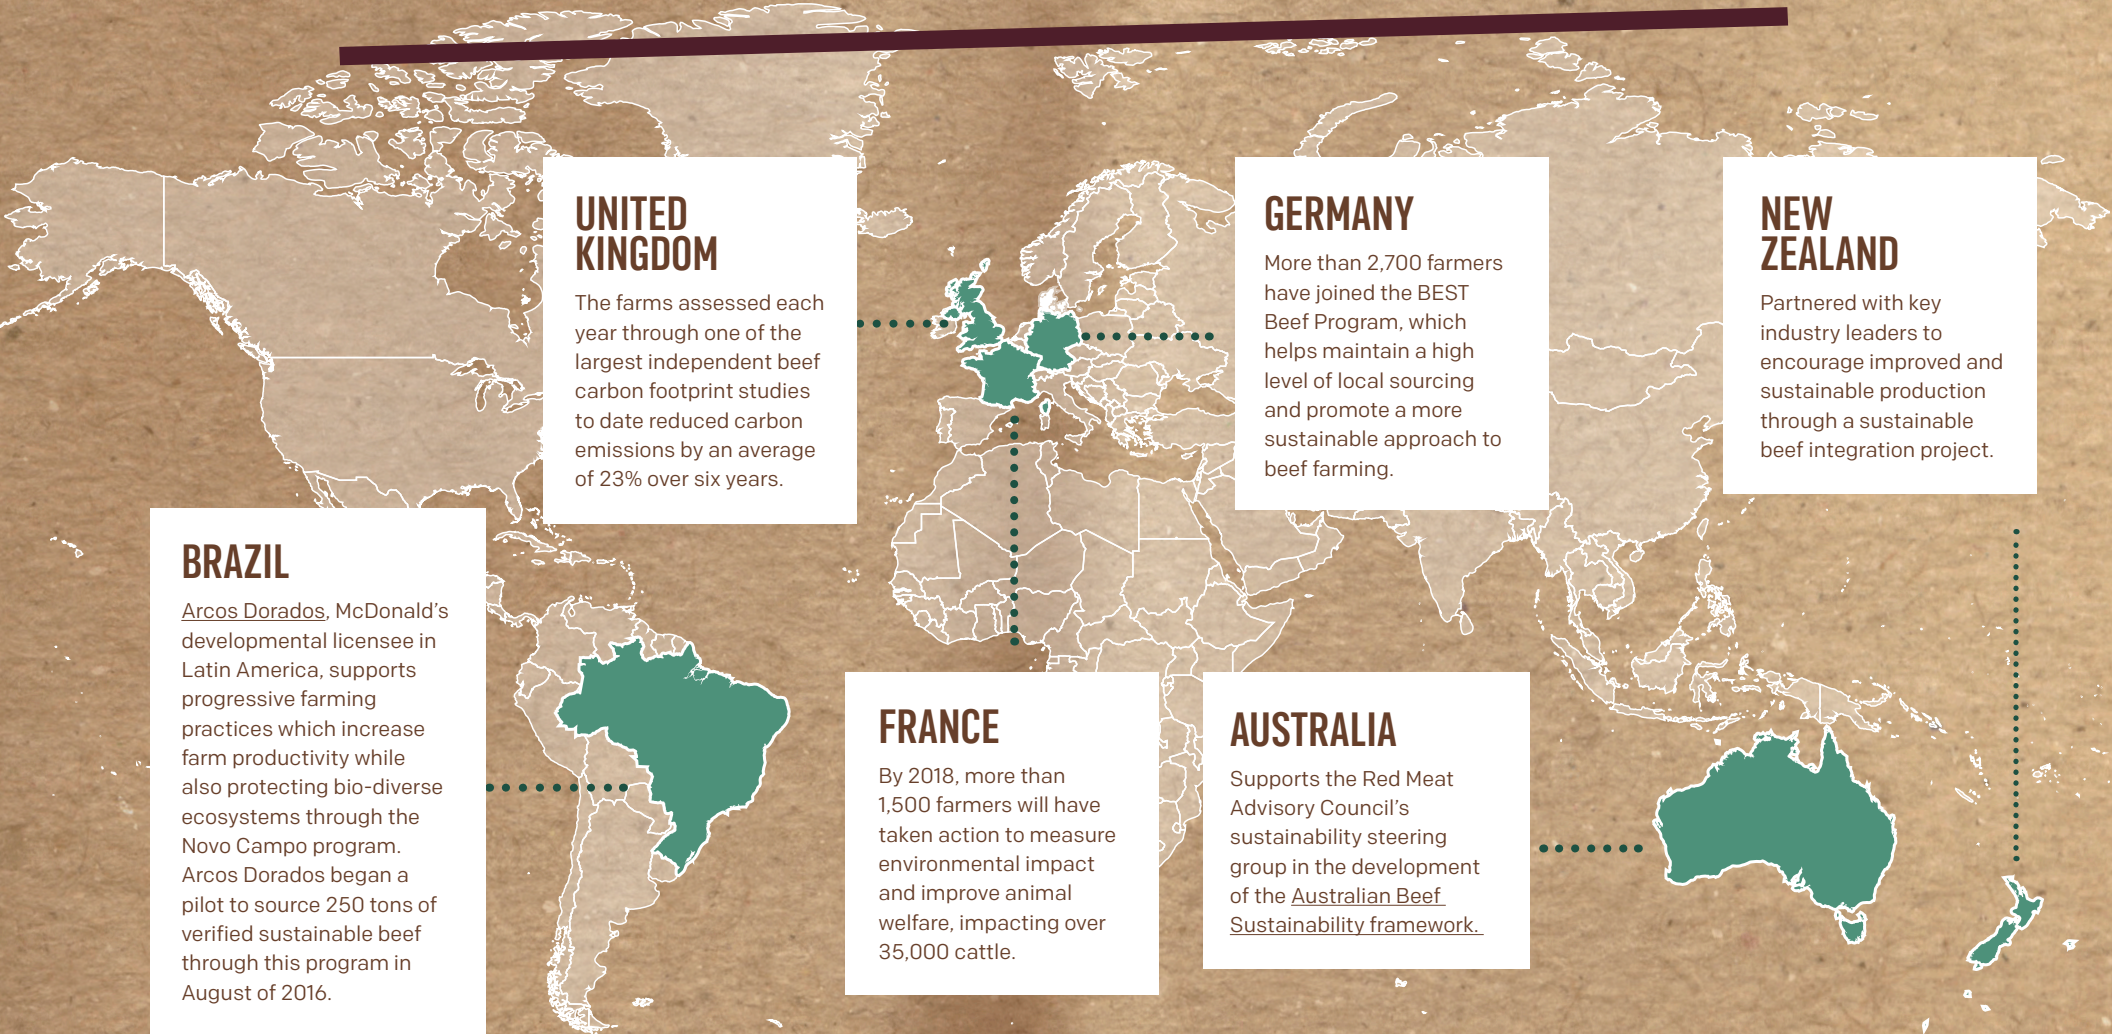 UNITED
KINGDOM
The farms assessed each
year through one of the
largest independent beef
carbon footprint studies
to date reduced carbon
emissions by an average
of 23% over six years.
GERMANY
More than 2,700 farmers
have joined the BEST
Beef Program, which
helps maintain a high
level of local sourcing
and promote a more
sustainable approach to
beef farming.
NEW
ZEALAND
Partnered with key
industry leaders to
encourage improved and
sustainable production
through a sustainable
beef integration project.
BRAZIL
Arcos Dorados, McDonald’s
developmental licensee in
Latin America, supports
progressive farming
practices which increase
farm productivity while
also protecting bio-diverse
ecosystems through the
Novo Campo program.
Arcos Dorados began a
pilot to source 250 tons of
verified sustainable beef
through this program in
August of 2016.
FRANCE
By 2018, more than
1,500 farmers will have
taken action to measure
environmental impact
and improve animal
welfare, impacting over
35,000 cattle.
AUSTRALIA
Supports the Red Meat
Advisory Council’s
sustainability steering
group in the development
of the Australian Beef
Sustainability framework.